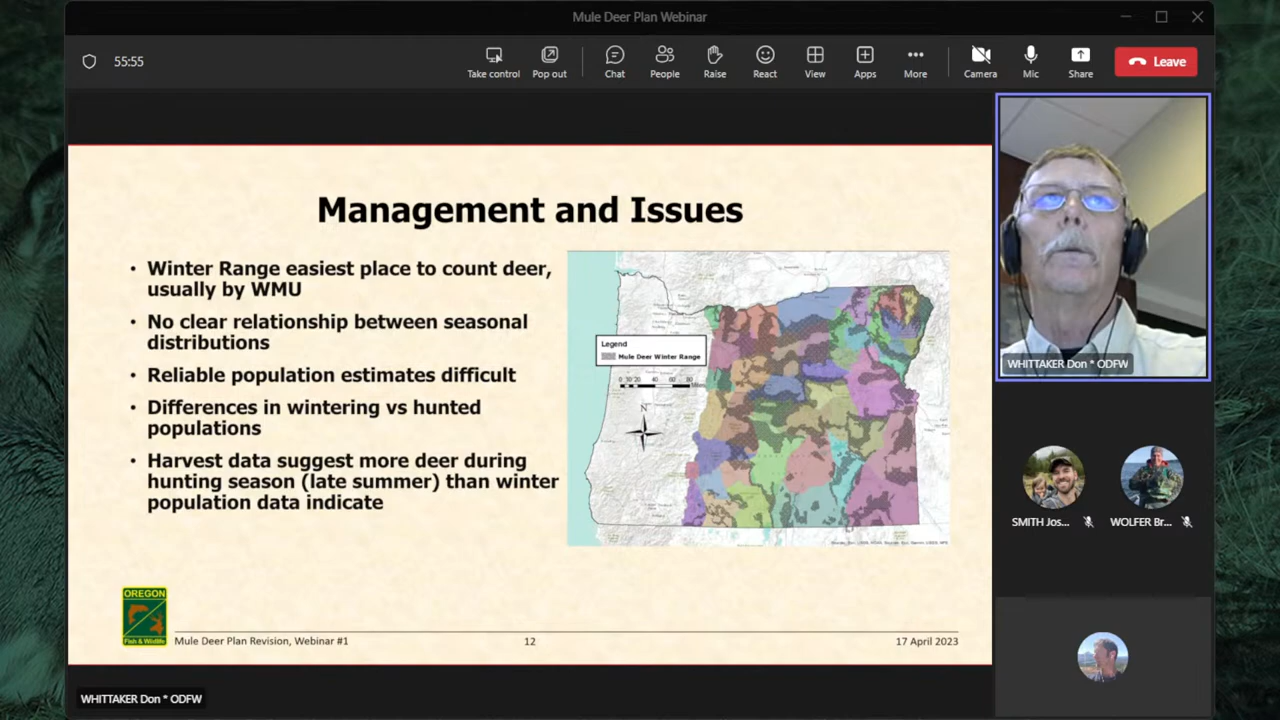 Mule Deer Plan Webinar
55:55
Take control
Pop out
Chat
People
Raise
React
View
Apps
More
Camera
Mic
Share
Leave
Management and Issues
• Winter Range easiest place to count deer,
usually by WMU
• No clear relationship between seasonal
distributions
• Reliable population estimates difficult
• Differences in wintering vs hunted
populations
• Harvest data suggest more deer during
hunting season (late summer) than winter
population data indicate
Legend
Mule Deer Winter Range
N
OREGON
Fish & Wildlife
Mule Deer Plan Revision, Webinar #1
12
17 April 2023
WHITTAKER Don * ODFW
SMITH Jos...
WOLFER Br...
WHITTAKER Don * ODFW